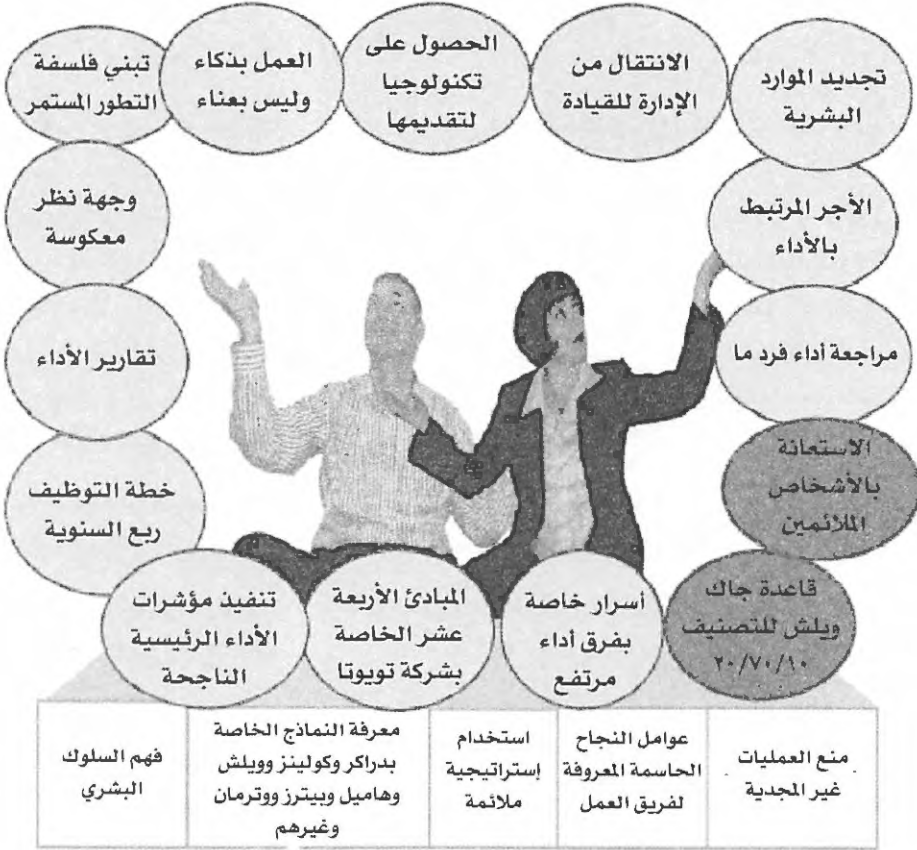 تجديد الموارد
البشرية
الانتقال من
الإدارة للقيادة
الحصول على
تكنولوجيا
لتقديمها
العمل بذكاء
وليس بعناء
تبني فلسفة
التطور المستمر
الأجر المرتبط
بالأداء
وجهة نظر
معكوسة
مراجعة أداء فرد ما
تقارير الأداء
الاستعانة
بالأشخاص
الملائمين
خطة التوظيف
ربع السنوية
قاعدة جاك
ويلش للتصنيف
٢٠/٧٠/١٠
أسرار خاصة
بفرق أداء
مرتفع
المبادئ الأربعة
عشر الخاصة
بشركة تويوتا
تنفيذ مؤشرات
الأداء الرئيسية
الناجحة
منع العمليات
غير المجدية
عوامل النجاح
الحاسمة المعروفة
لفريق العمل
استخدام
إستراتيجية
ملائمة
معرفة النماذج الخاصة
بدراكر وكولينز وويلش
وهاميل وبيترز ووترمان
وغيرهم
فهم السلوك
البشري